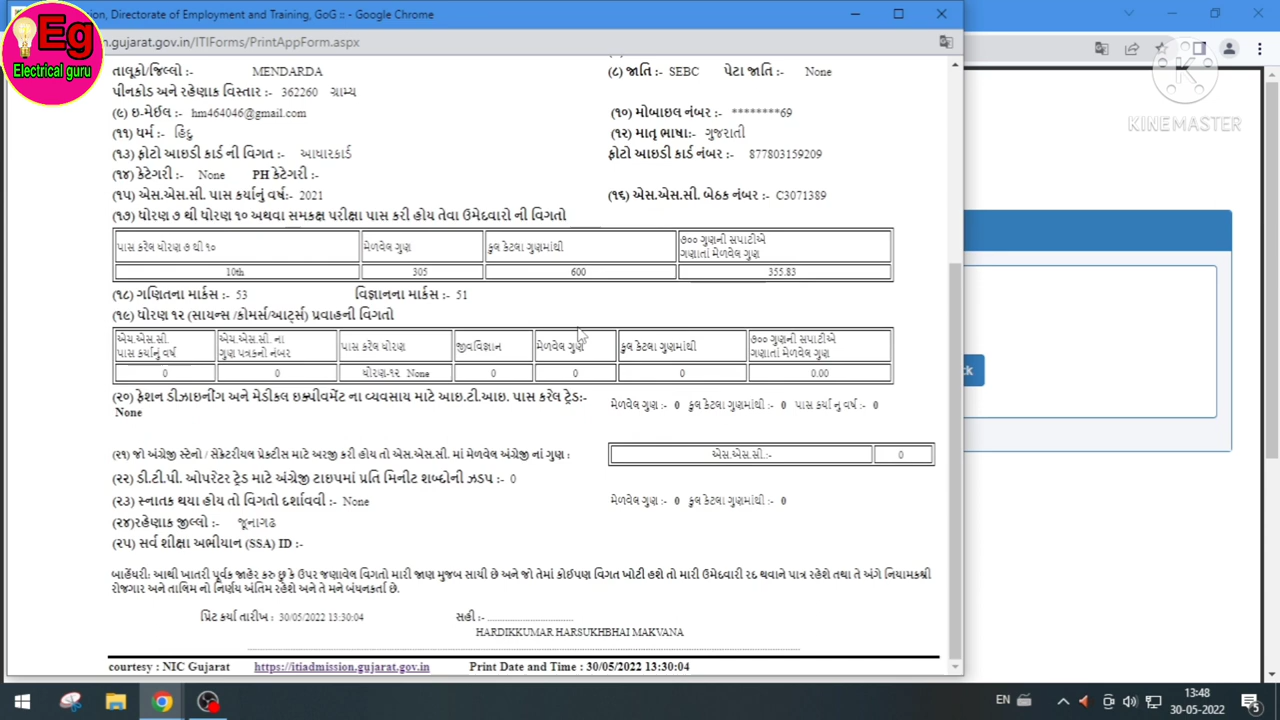 ission, Directorate of Employment and Training, GoG :: - Google Chrome
Eg
Electrical guru
n.gujarat.gov.in/ITIForms/PrintAppForm.aspx
K
KINEMASTER
તાલૂકો/જિલ્લો :- MENDARDA
(૮) જાતિ :- SEBC પેટા જાતિ :- None
પીનકોડ અને રહેણાક વિસ્તાર :- 362260 ગ્રામ્ય
(૯) ઇ-મેઈલ :- hm464046@gmail.com
(૧૦) મોબાઇલ નંબર :- ********69
(૧૧) ધર્મ :- હિંદુ
(૧૨) માતૃ ભાષા:- ગુજરાતી
(૧૩) ફોટો આઇડી કાર્ડ ની વિગત :- આધારકાર્ડ
ફોટો આઇડી કાર્ડ નંબર :- 877803159209
(૧૪) કેટેગરી :- None PH કેટેગરી :-
(૧૫) એસ.એસ.સી. પાસ કર્યાનું વર્ષ:- 2021
(૧૬) એસ.એસ.સી. બેઠક નંબર :- C3071389
(૧૭) ધોરણ ૭ થી ધોરણ ૧૦ અથવા સમકક્ષ પરીક્ષા પાસ કરી હોય તેવા ઉમેદવારો ની વિગતો
પાસ કરેલ ધોરણ ૭ થી ૧૦ મેળવેલ ગુણ કુલ કેટલા ગુણમાંથી ૭૦૦ ગુણની સપાટીએ
ગણાતાં મેળવેલ ગુણ
10th 305 600 355.83
(૧૮) ગણિતના માર્કસ :- 53 વિજ્ઞાનના માર્કસ :- 51
(૧૯) ધોરણ ૧૨ (સાયન્સ /કોમર્સ/આર્ટ્સ) પ્રવાહની વિગતો
એચ.એસ.સી.
પાસ કર્યાનું વર્ષ
એચ.એસ.સી. ના
ગુણ પત્રકની નંબર
પાસ કરેલ ધોરણ જીવવિજ્ઞાન મેળવેલ ગુણ કુલ કેટલા ગુણમાંથી
૭૦૦ ગુણની સપાટીએ
ગણાતાં મેળવેલ ગુણ
0 0 ધોરણ-૧૨ None 0 0 0 0.00
(૨૦) ફેશન ડીઝાઇનીંગ અને મેડીકલ ઇક્વીપમેંટ ના વ્યવસાય માટે આઇ.ટી.આઇ. પાસ કરેલ ટ્રેડ:-
None
મેળવેલ ગુણ :- 0 કુલ કેટલા ગુણમાંથી :- 0 પાસ કર્યા નું વર્ષ :- 0
(૨૧) જો અંગ્રેજી સ્ટેનો / સેક્રેટરીયલ પ્રેક્ટીસ માટે અરજી કરી હોય તો એસ.એસ.સી. માં મેળવેલ અંગ્રેજી નાં ગુણ :
એસ.એસ.સી.:- 0
(૨૨) ડી.ટી.પી. ઓપરેટર ટ્રેડ માટે અંગ્રેજી ટાઇપમાં પ્રતિ મિનીટ શબ્દોની ઝડપ :- 0
(૨૩) સ્નાતક થયા હોય તો વિગતો દર્શાવવી :- None
મેળવેલ ગુણ :- 0 કુલ કેટલા ગુણમાંથી :- 0
(૨૪)રહેણાક જીલ્લો :- જૂનાગઢ
(૨૫) સર્વ શીક્ષા અભીયાન (SSA) ID :-
બાહેંધરી: આથી ખાતરી પૂર્વક જાહેર કરુ છુ કે ઉપર જણાવેલ વિગતો મારી જાણ મુજબ સાચી છે અને જો તેમાં કોઈપણ વિગત ખોટી હશે તો મારી ઉમેદવારી રદ થવાને પાત્ર રહેશે તથા તે અંગે નિયામકશ્રી
રોજગાર અને તાલિમ નો નિર્ણય અંતિમ રહેશે અને તે મને બંધનકર્તા છે.
પ્રિંટ કર્યા તારીખ : 30/05/2022 13:30:04
સહી :- ..............................
HARDIKKUMAR HARSUKHBHAI MAKVANA
courtesy : NIC Gujarat https://itiadmission.gujarat.gov.in Print Date and Time : 30/05/2022 13:30:04
EN
13:48
30-05-2022
5